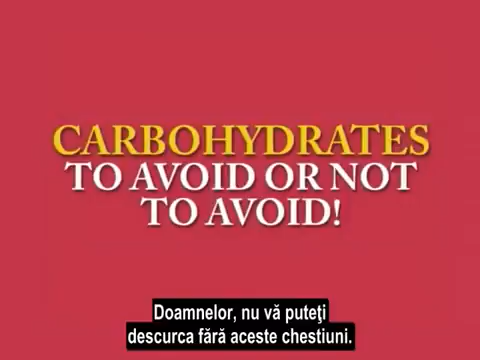 CARBOHYDRATES
TO AVOID OR NOT
TO AVOID!
Doamnelor, nu vă puteţi
descurca fără aceste chestiuni.